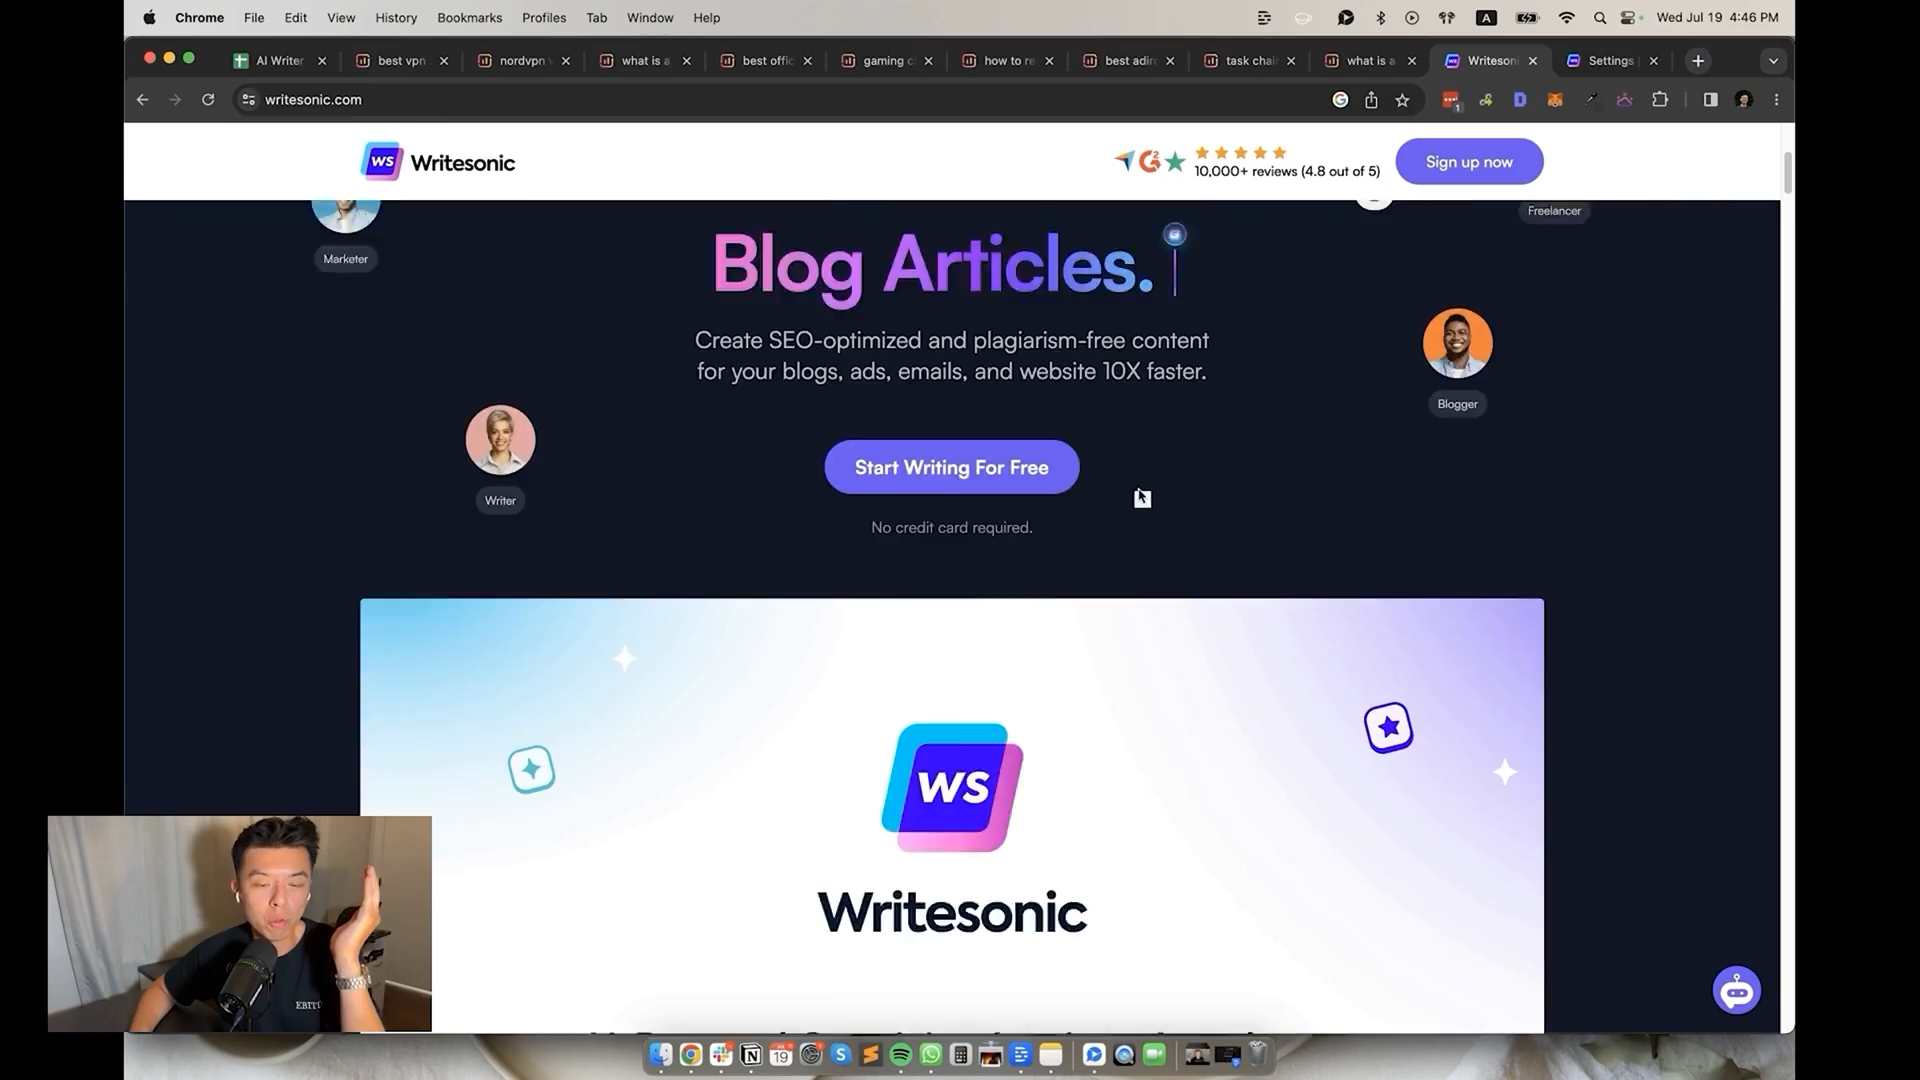 Chrome File Edit View History Bookmarks Profiles Tab Window Help
A
Wed Jul 19 4:46 PM
AI Writer
best vpn
nordvpn
what is a
best offic
gaming c
how to re
best adir
task chai
what is a
Writeson
Settings
writesonic.com
1
D
WS Writesonic
10,000+ reviews (4.8 out of 5)
Sign up now
Marketer
Freelancer
Blog Articles.
Create SEO-optimized and plagiarism-free content
for your blogs, ads, emails, and website 10X faster.
Blogger
Start Writing For Free
Writer
No credit card required.
WS
Writesonic
19